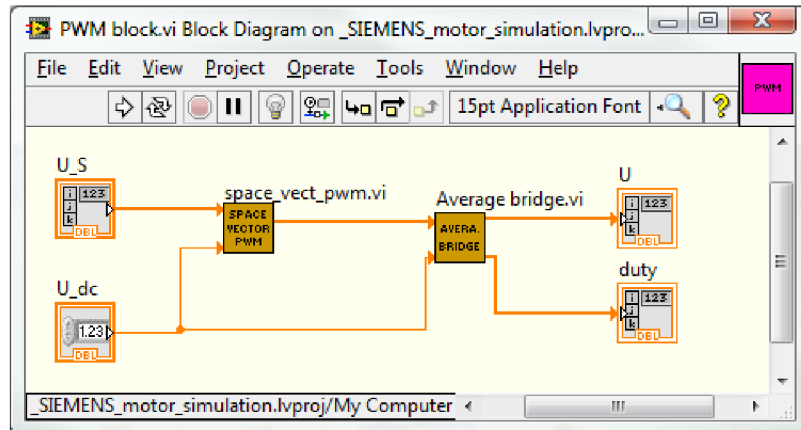 PWM block.vi Block Diagram on _SIEMENS_motor_simulation.lvpro...
File Edit View Project Operate Tools Window Help
PWM
15pt Application Font
?
U_S
i 123
j
k
DBL
space_vect_pwm.vi
SPACE
VECTOR
PWM
Average bridge.vi
AVERA.
BRIDGE
U
i 123
j
k
DBL
duty
i 123
j
k
DBL
U_dc
1.23
DBL
_SIEMENS_motor_simulation.lvproj/My Computer